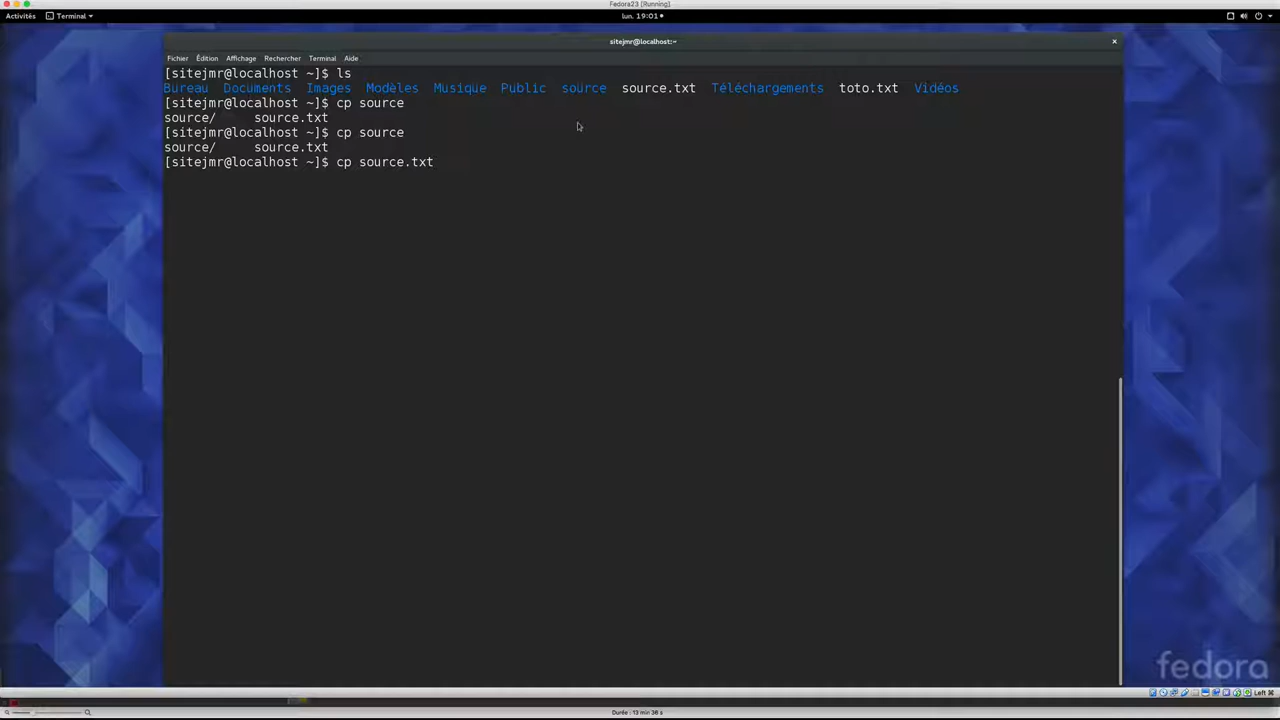 Fedora23 [Running]
Activités Terminal lun. 19:01
sitejmr@localhost:~
Fichier Édition Affichage Rechercher Terminal Aide
[sitejmr@localhost ~]$ ls
Bureau Documents Images Modèles Musique Public source source.txt Téléchargements toto.txt Vidéos
[sitejmr@localhost ~]$ cp source
source/ source.txt
[sitejmr@localhost ~]$ cp source
source/ source.txt
[sitejmr@localhost ~]$ cp source.txt
fedora
Left ⌘
Durée : 13 min 36 s